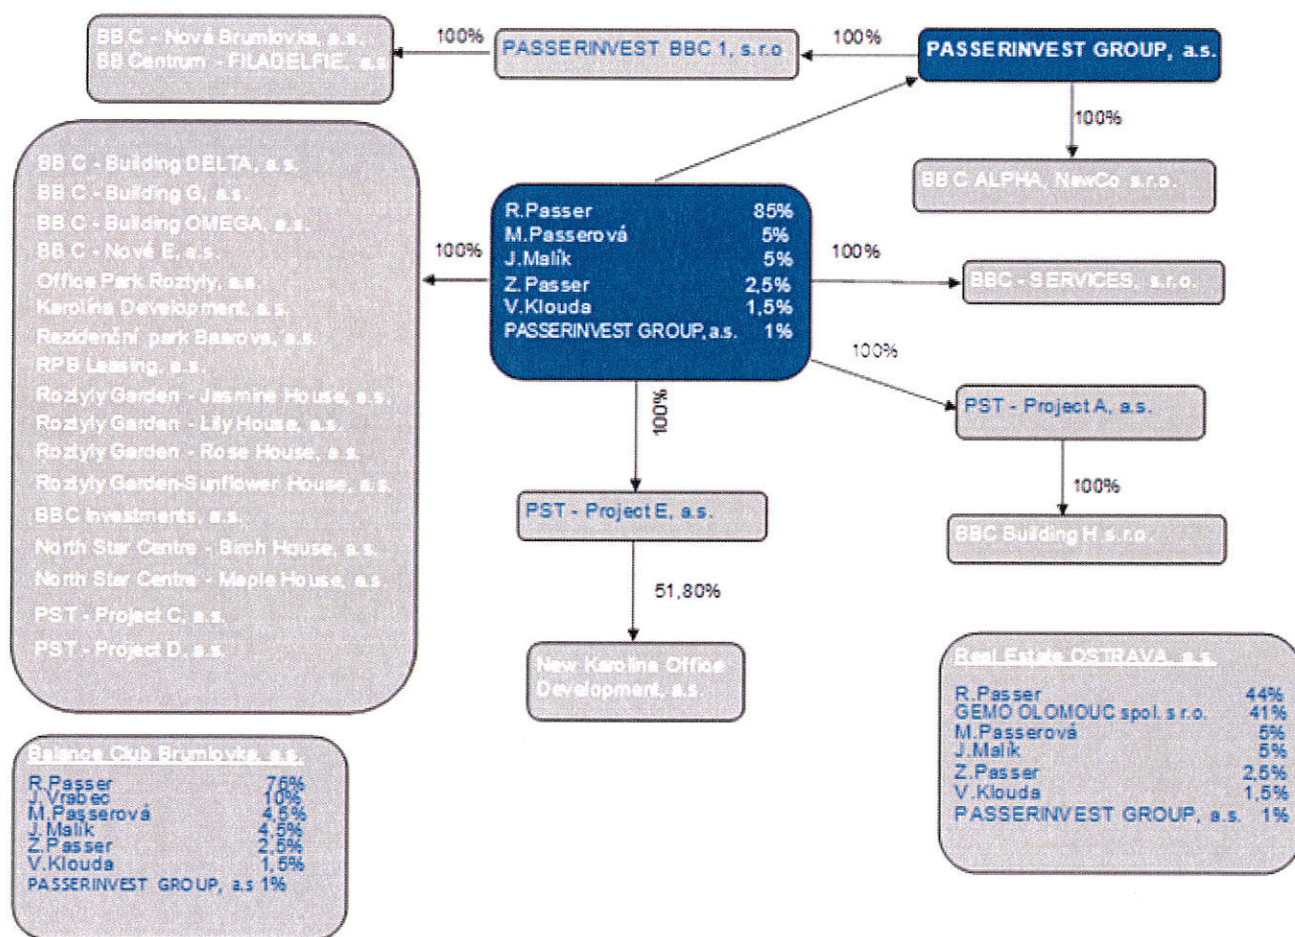 BB C - Nová Brumlovka, a.s.
BB Centrum - FILADELFIE, a.s
100%
PASSERINVEST BBC 1, s.r.o
100%
PASSERINVEST GROUP, a.s.
100%
BB C ALPHA, NewCo s.r.o.
BB C - Building DELTA, a.s.
BB C - Building G, a.s.
BB C - Building OMEGA, a.s.
BB C - Nové E, a.s.
Office Park Roztyly, a.s.
Karolína Development, a.s.
Rezidenční park Baarova, a.s.
RPB Leasing, a.s.
Roztyly Garden - Jasmine House, a.s.
Roztyly Garden - Lily House, a.s.
Roztyly Garden - Rose House, a.s.
Roztyly Garden-Sunflower House, a.s.
BBC Investments, a.s.
North Star Centre - Birch House, a.s.
North Star Centre - Maple House, a.s.
PST - Project C, a.s.
PST - Project D, a.s.
100%
R.Passer 85%
M.Passerová 5%
J.Malík 5%
Z.Passer 2,5%
V.Klouda 1,5%
PASSERINVEST GROUP, a.s. 1%
100%
BBC - SERVICES, s.r.o.
100%
PST - Project A, a.s.
100%
BBC Building H s.r.o.
100%
PST - Project E, a.s.
51,80%
New Karolina Office
Development, a.s.
Real Estate OSTRAVA, a.s.
R.Passer 44%
GEMO OLOMOUC spol. s r.o. 41%
M.Passerová 5%
J.Malík 5%
Z.Passer 2,5%
V.Klouda 1,5%
PASSERINVEST GROUP, a.s. 1%
Balance Club Brumlovka, a.s.
R.Passer 76%
J.Vrabec 10%
M.Passerová 4,5%
J.Malík 4,5%
Z.Passer 2,5%
V.Klouda 1,5%
PASSERINVEST GROUP, a.s 1%